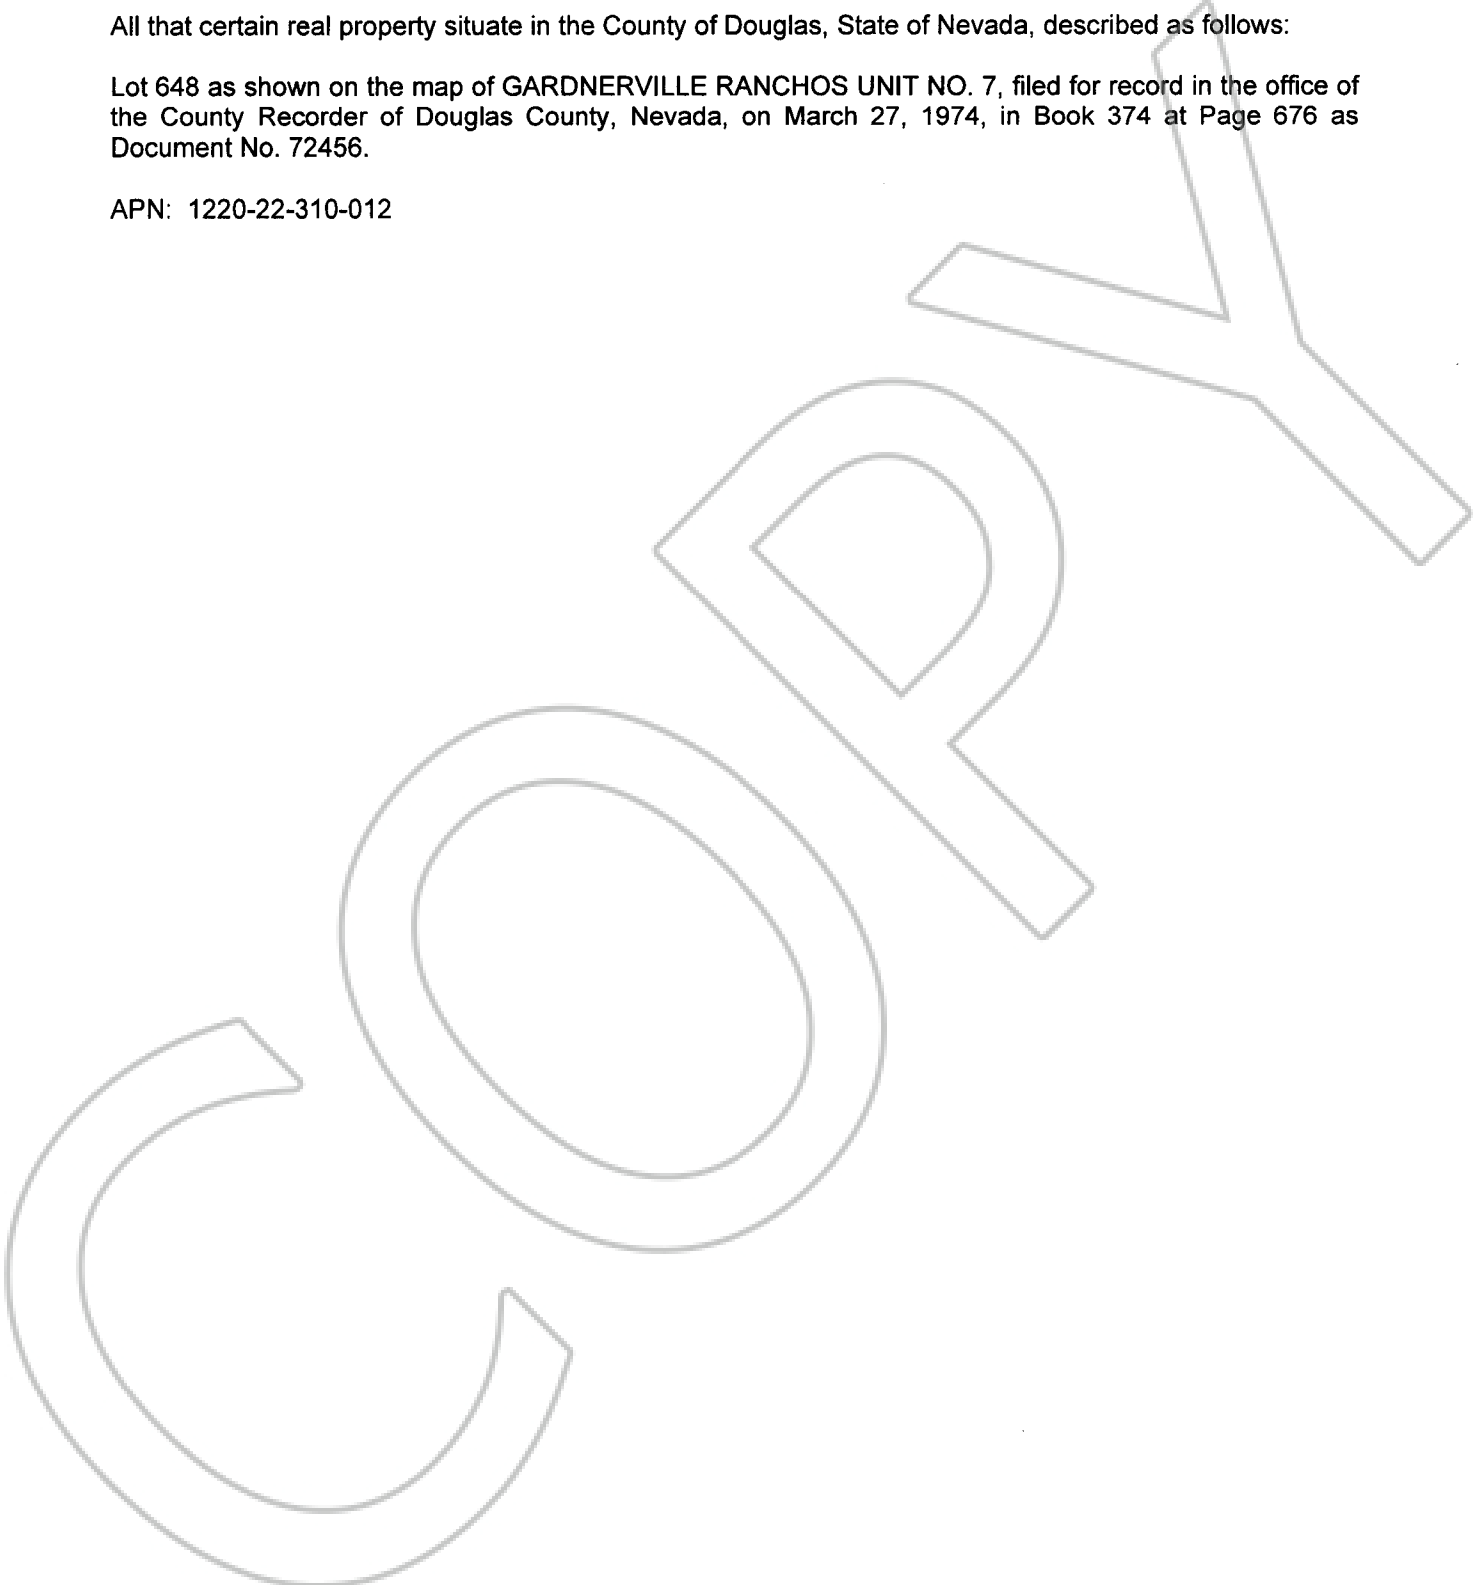 All that certain real property situate in the County of Douglas, State of Nevada, described as follows:
Lot 648 as shown on the map of GARDNERVILLE RANCHOS UNIT NO. 7, filed for record in the office of
the County Recorder of Douglas County, Nevada, on March 27, 1974, in Book 374 at Page 676 as
Document No. 72456.
APN: 1220-22-310-012
COPY